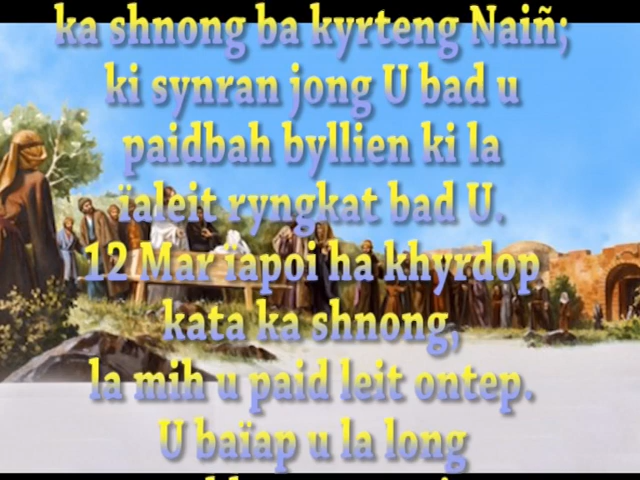 ka shnong ba kyrteng Naiñ;
ki synran jong U bad u
paidbah byllien ki la
ïaleit ryngkat bad U.
12 Mar ïapoi ha khyrdop
kata ka shnong,
la mih u paid leit ontep.
U baïap u la long